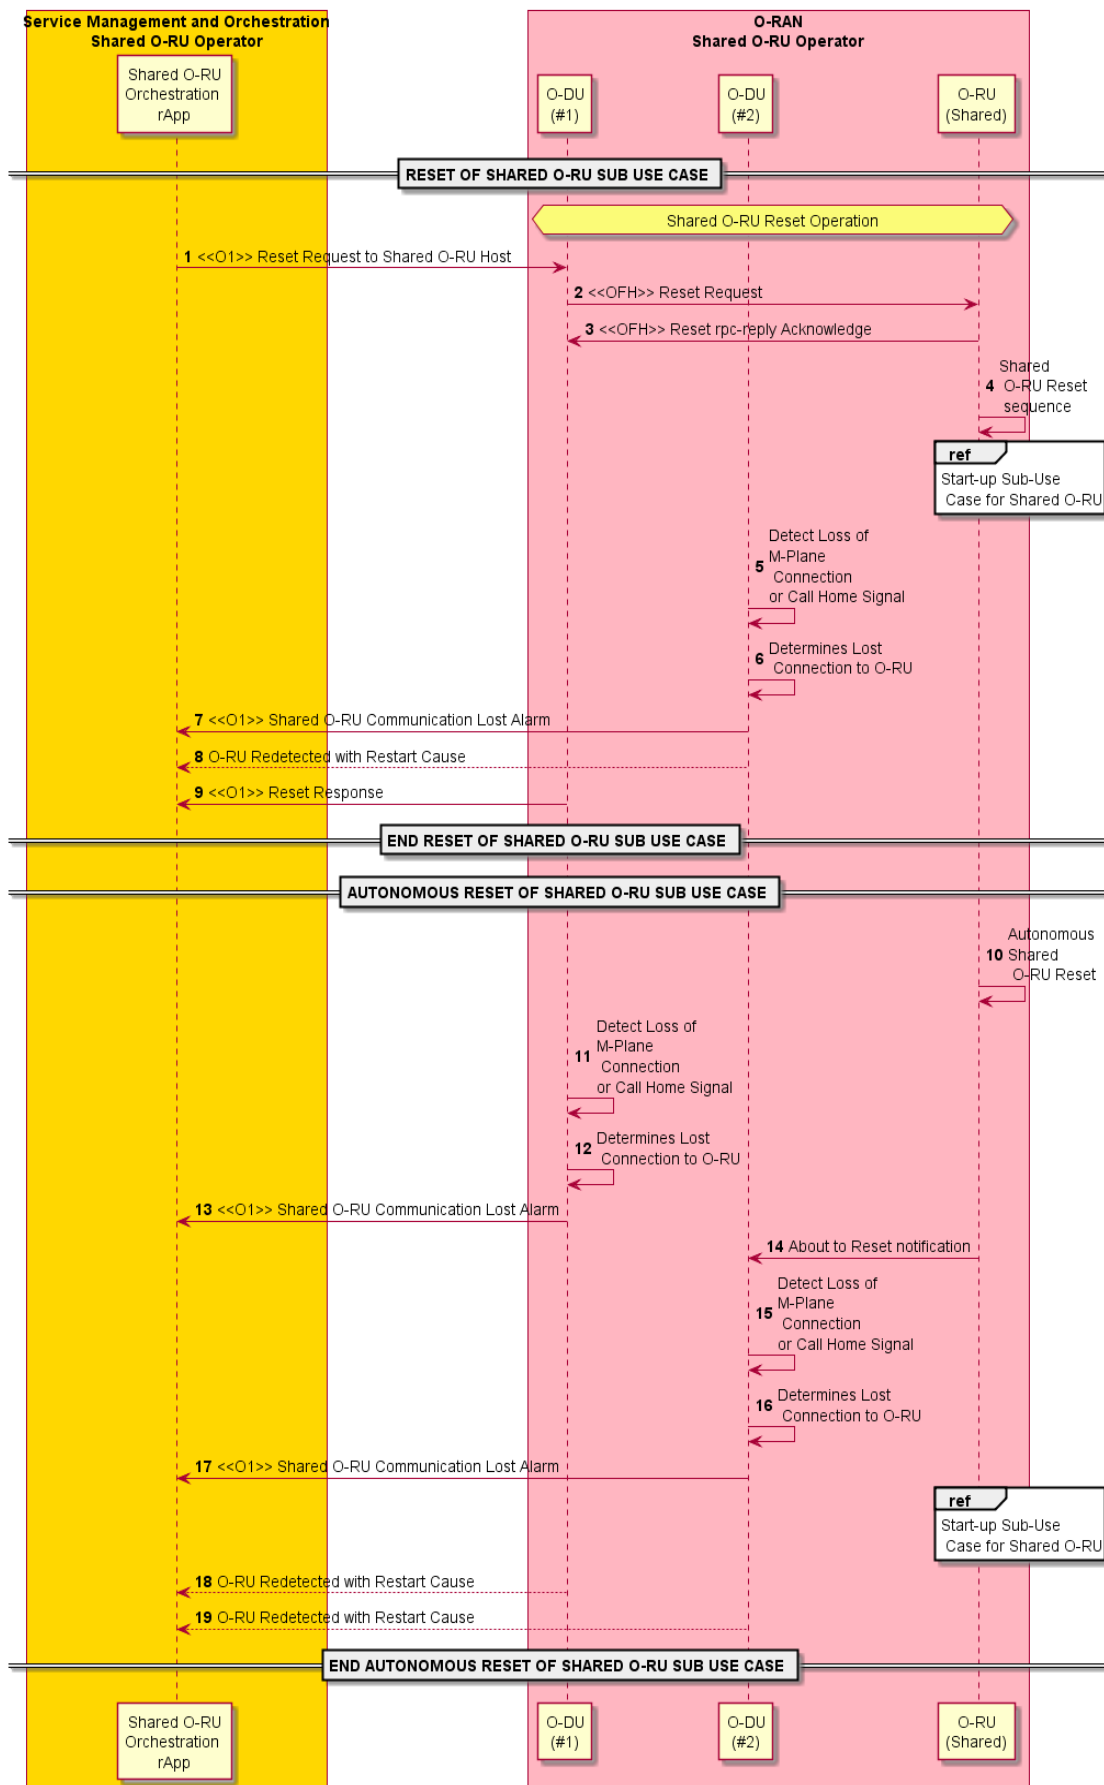 Service Management and Orchestration
Shared O-RU Operator
O-RAN
Shared O-RU Operator
Shared O-RU
Orchestration
rApp
O-DU
(#1)
O-DU
(#2)
O-RU
(Shared)
RESET OF SHARED O-RU SUB USE CASE
Shared O-RU Reset Operation
1 <<O1>> Reset Request to Shared O-RU Host
2 <<OFH>> Reset Request
3 <<OFH>> Reset rpc-reply Acknowledge
Shared
4 O-RU Reset
sequence
ref
Start-up Sub-Use
Case for Shared O-RU
Detect Loss of
M-Plane
5 Connection
or Call Home Signal
Determines Lost
6 Connection to O-RU
7 <<O1>> Shared O-RU Communication Lost Alarm
8 O-RU Redetected with Restart Cause
9 <<O1>> Reset Response
END RESET OF SHARED O-RU SUB USE CASE
AUTONOMOUS RESET OF SHARED O-RU SUB USE CASE
Autonomous
10 Shared
O-RU Reset
Detect Loss of
M-Plane
11 Connection
or Call Home Signal
Determines Lost
12 Connection to O-RU
13 <<O1>> Shared O-RU Communication Lost Alarm
14 About to Reset notification
Detect Loss of
M-Plane
15 Connection
or Call Home Signal
Determines Lost
16 Connection to O-RU
17 <<O1>> Shared O-RU Communication Lost Alarm
ref
Start-up Sub-Use
Case for Shared O-RU
18 O-RU Redetected with Restart Cause
19 O-RU Redetected with Restart Cause
END AUTONOMOUS RESET OF SHARED O-RU SUB USE CASE
Shared O-RU
Orchestration
rApp
O-DU
(#1)
O-DU
(#2)
O-RU
(Shared)